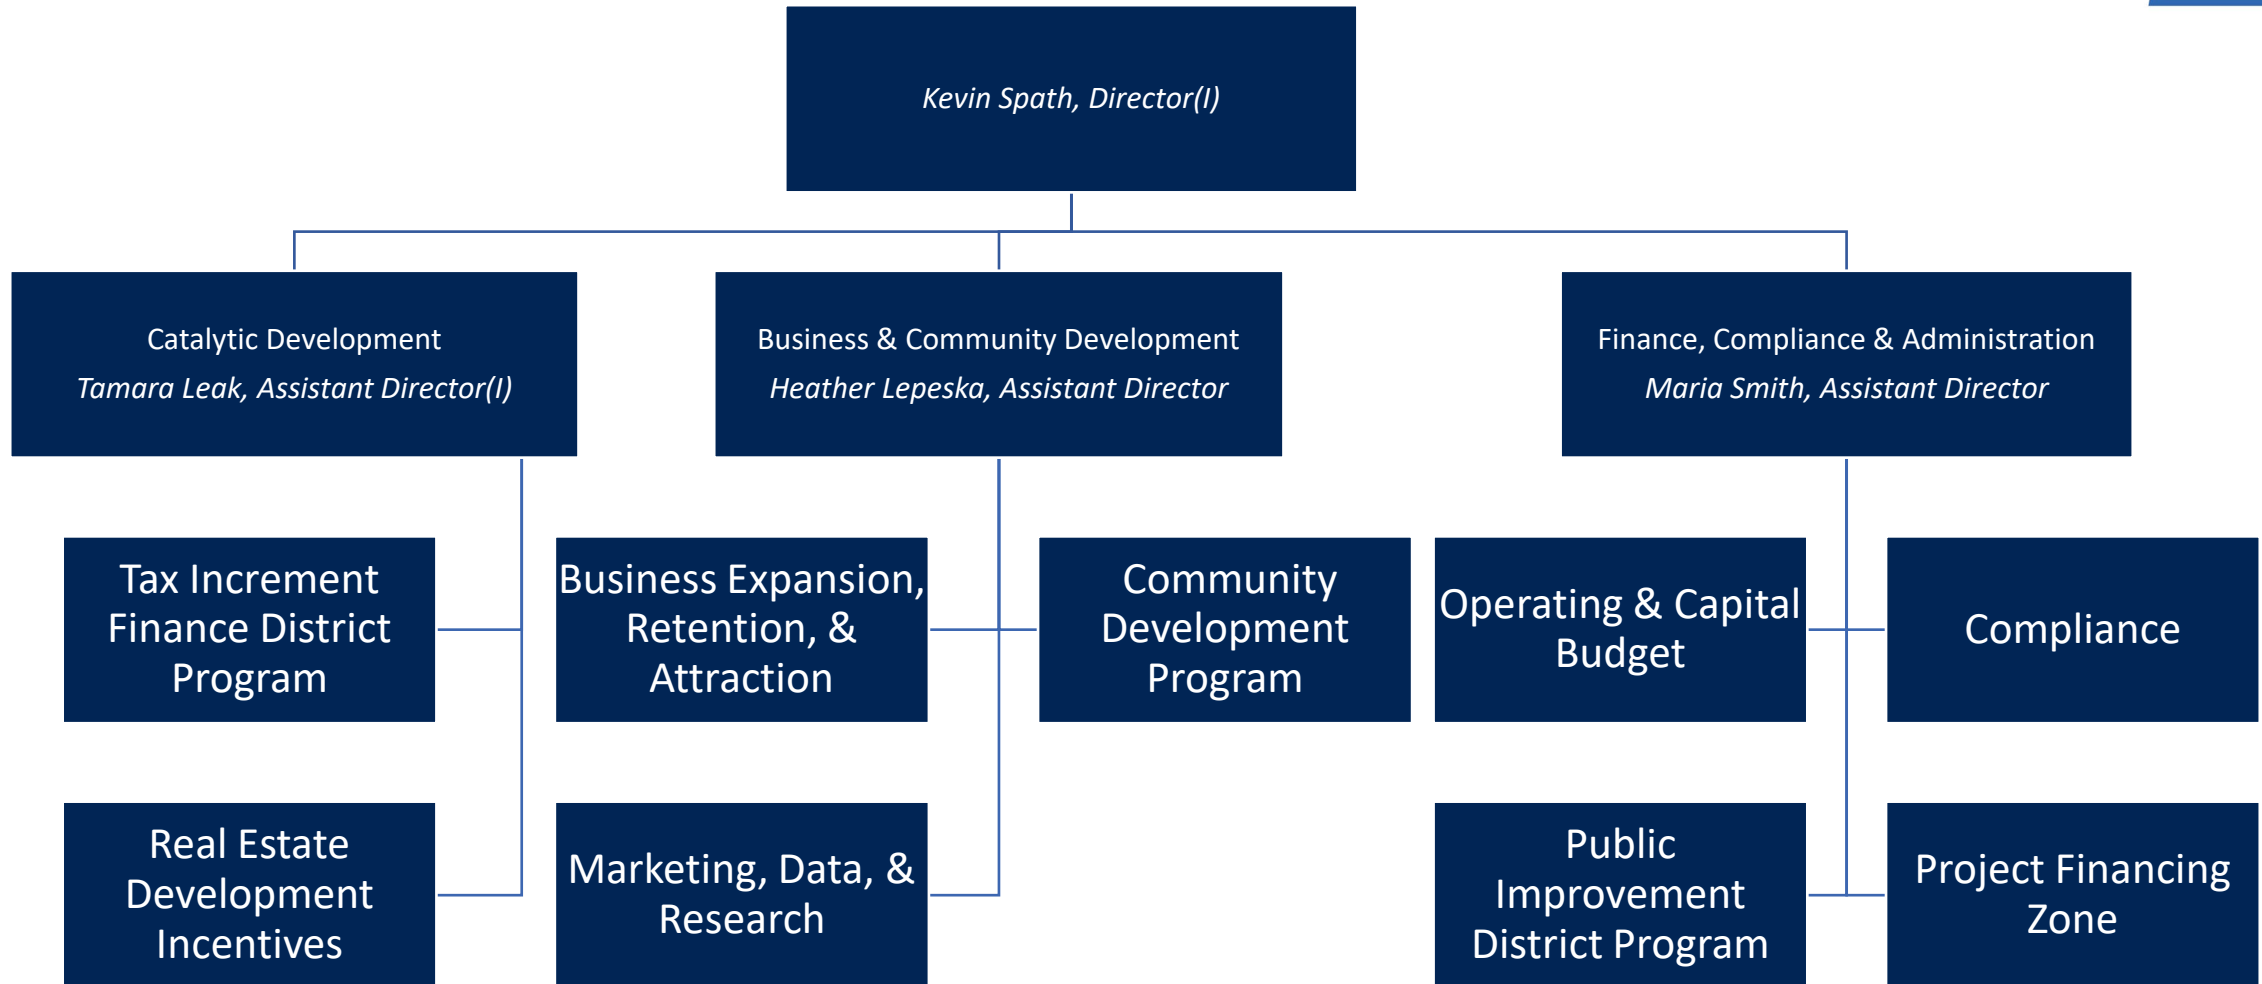 Kevin Spath, Director(I)
Catalytic Development
Tamara Leak, Assistant Director(I)
Business & Community Development
Heather Lepeska, Assistant Director
Finance, Compliance & Administration
Maria Smith, Assistant Director
Tax Increment
Finance District
Program
Business Expansion,
Retention, &
Attraction
Community
Development
Program
Operating & Capital
Budget
Compliance
Real Estate
Development
Incentives
Marketing, Data, &
Research
Public
Improvement
District Program
Project Financing
Zone